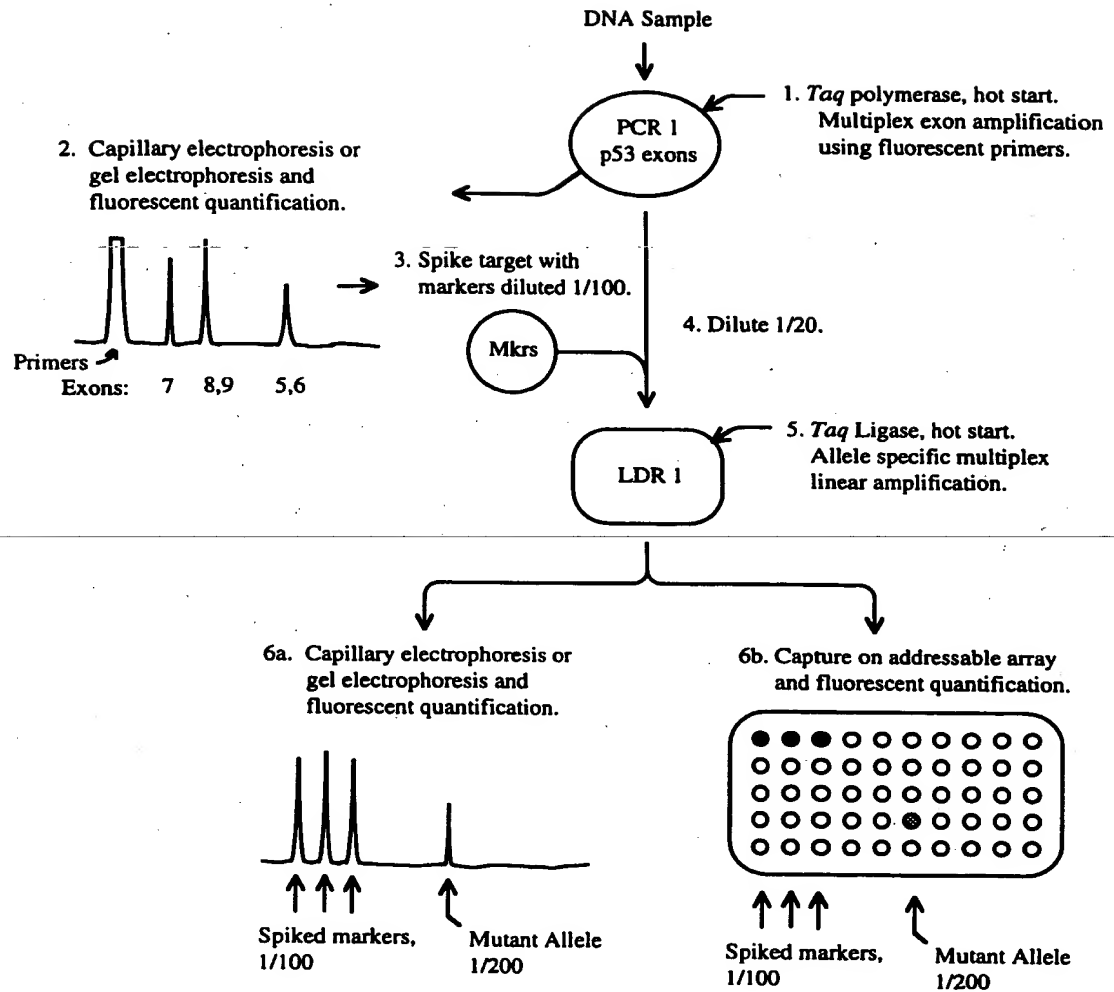 DNA Sample
PCR 1
p53 exons
1. Taq polymerase, hot start.
Multiplex exon amplification
using fluorescent primers.
2. Capillary electrophoresis or
gel electrophoresis and
fluorescent quantification.
Primers
Exons: 7 8,9 5,6
3. Spike target with
markers diluted 1/100.
Mkrs
4. Dilute 1/20.
LDR 1
5. Taq Ligase, hot start.
Allele specific multiplex
linear amplification.
6a. Capillary electrophoresis or
gel electrophoresis and
fluorescent quantification.
Spiked markers,
1/100
Mutant Allele
1/200
6b. Capture on addressable array
and fluorescent quantification.
Spiked markers,
1/100
Mutant Allele
1/200